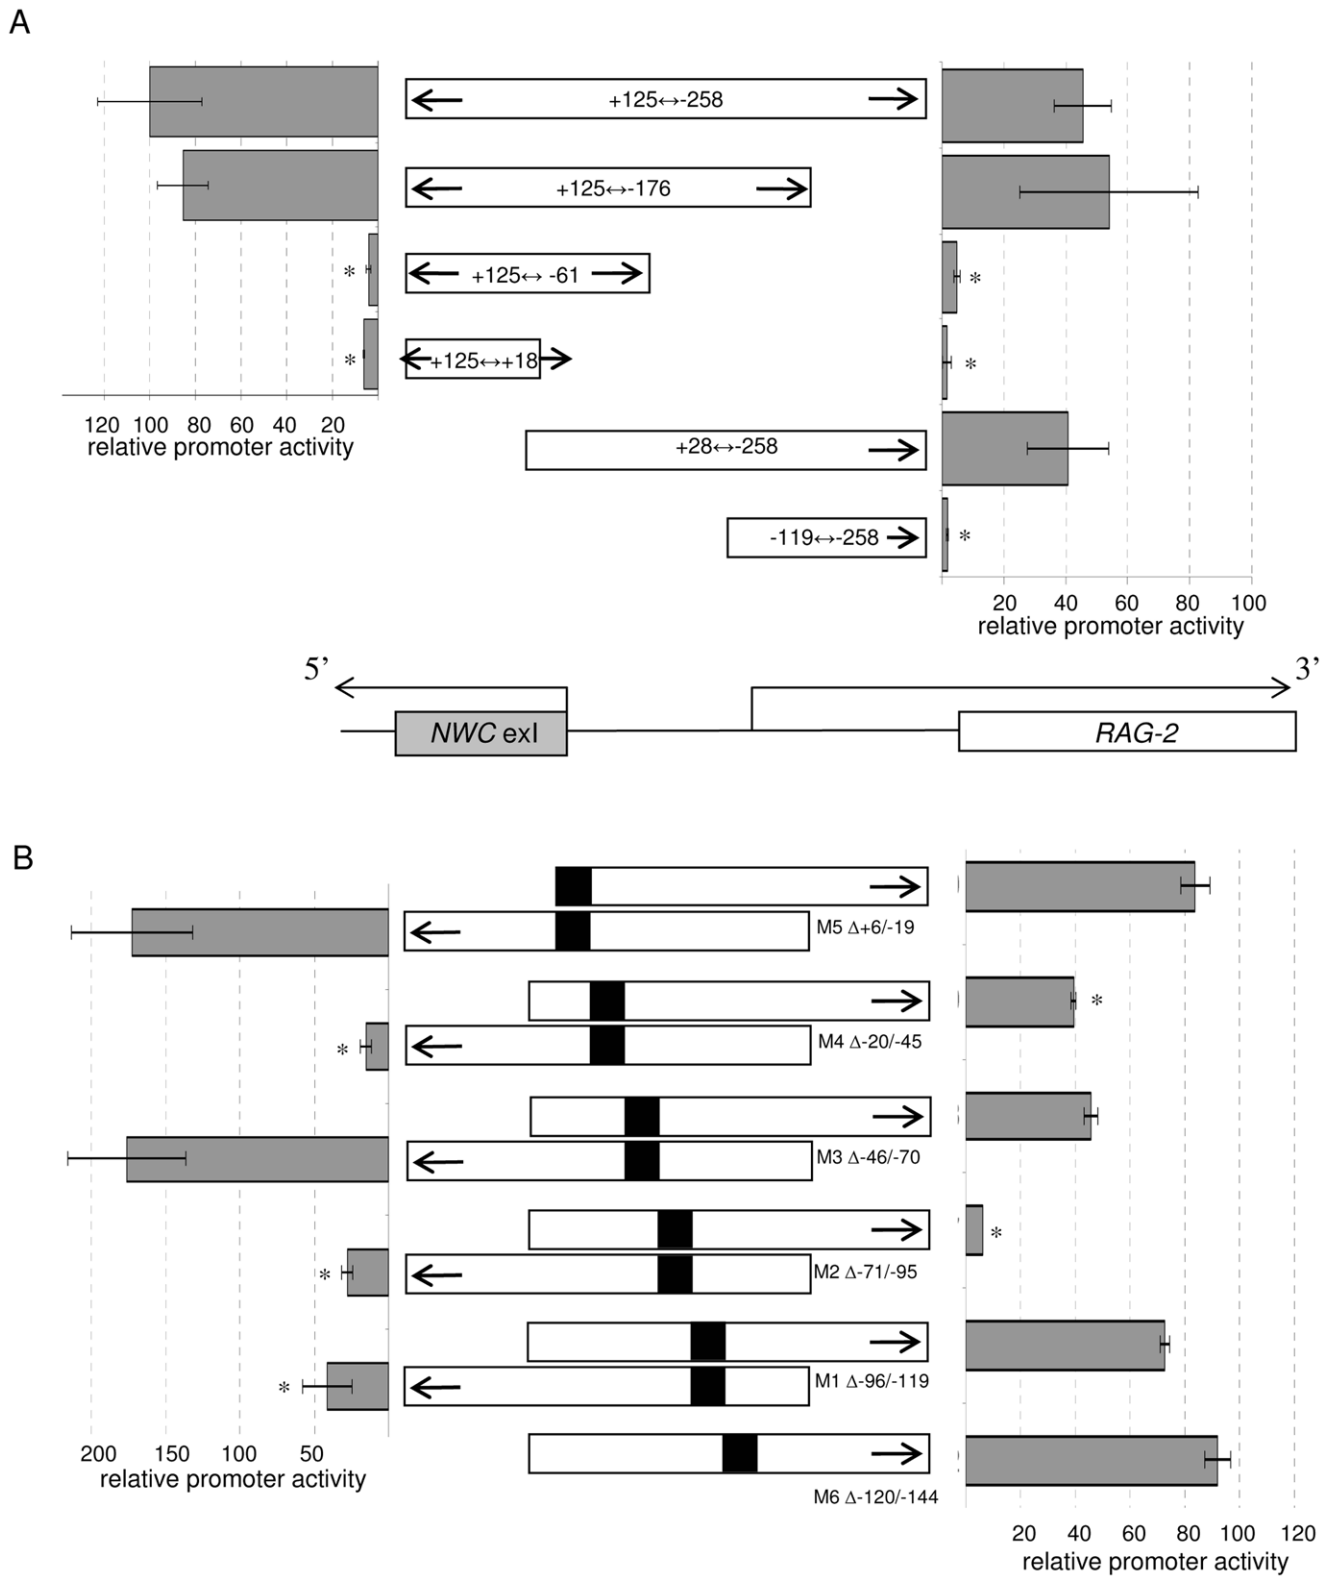 A
+125↔-258
+125↔-176
* +125↔ -61 *
* +125↔+18 *
120 100 80 60 40 20
relative promoter activity
+28↔-258
-119↔-258 *
20 40 60 80 100
relative promoter activity
5’ 3’
NWC exI RAG-2
B
M5 Δ+6/-19
*
* M4 Δ-20/-45
M3 Δ-46/-70
*
* M2 Δ-71/-95
* M1 Δ-96/-119
200 150 100 50
relative promoter activity
M6 Δ-120/-144
20 40 60 80 100 120
relative promoter activity